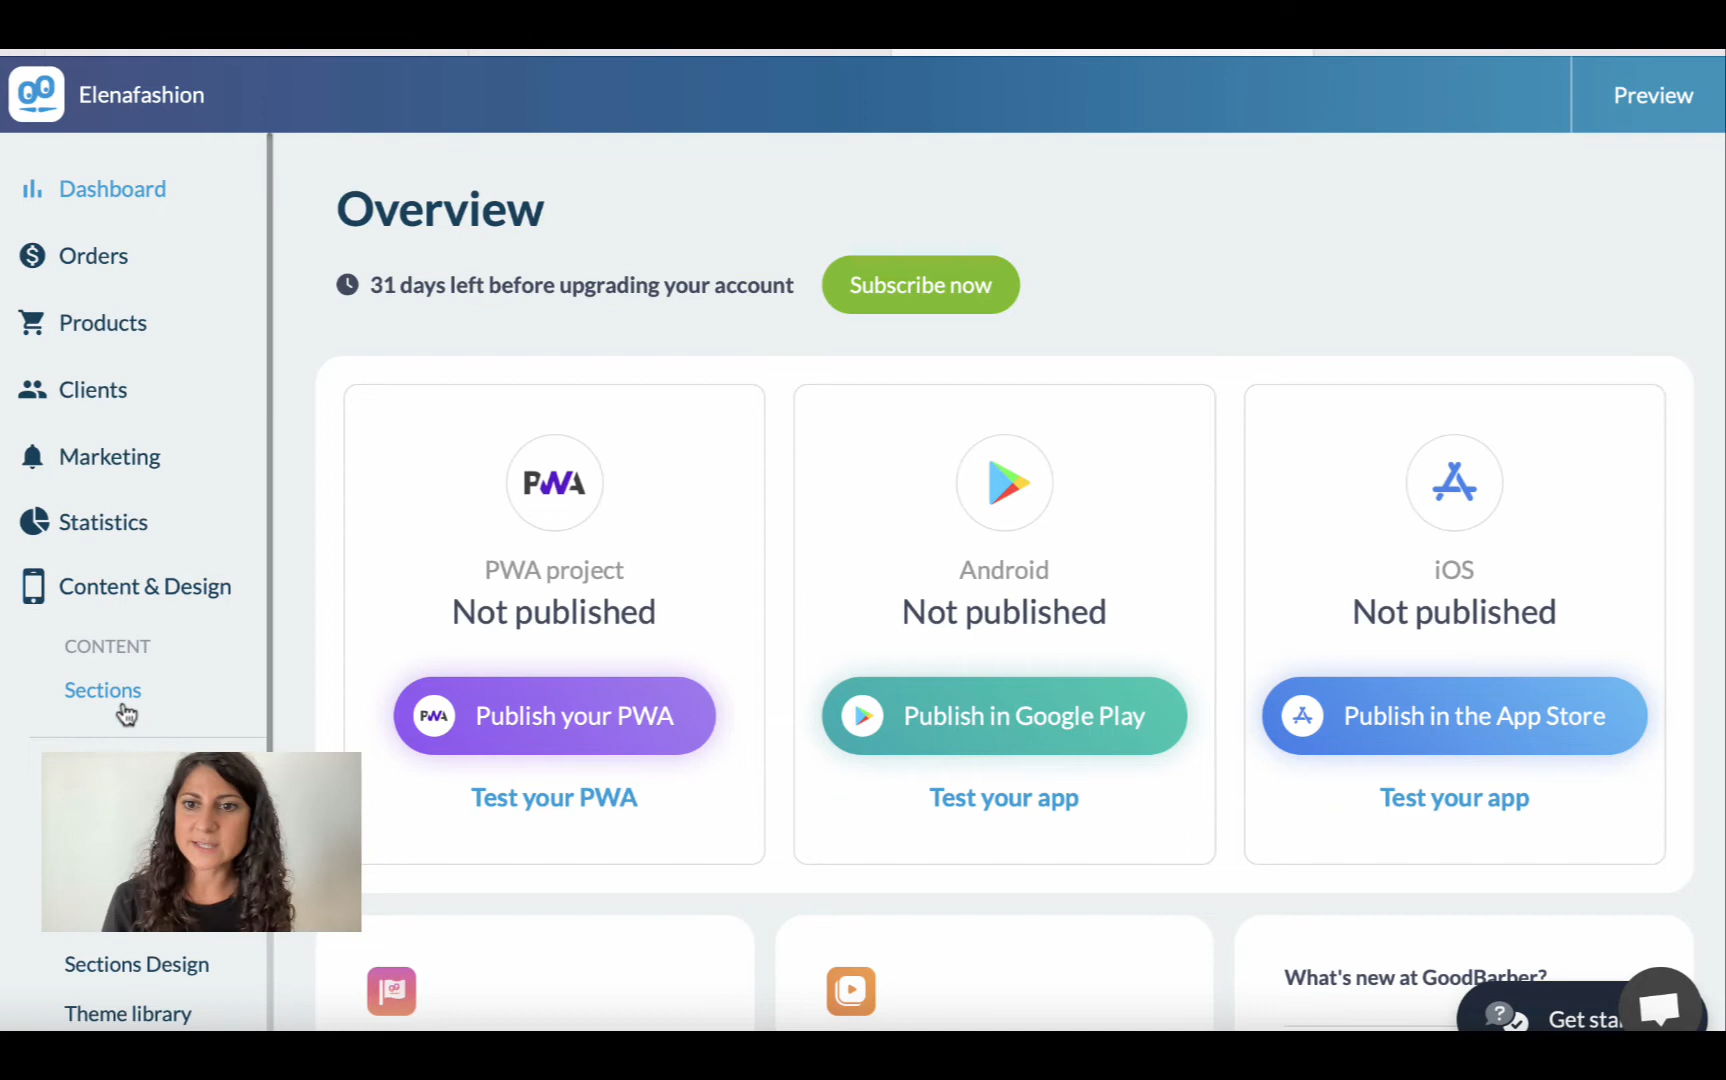 Elenafashion
Preview
Dashboard
Orders
Products
Clients
Marketing
Statistics
Content & Design
CONTENT
Sections
Sections Design
Theme library
Overview
31 days left before upgrading your account
Subscribe now
PWA
PWA project
Not published
PWA
Publish your PWA
Test your PWA
Android
Not published
Publish in Google Play
Test your app
iOS
Not published
Publish in the App Store
Test your app
What's new at GoodBarber?
?
Get sta